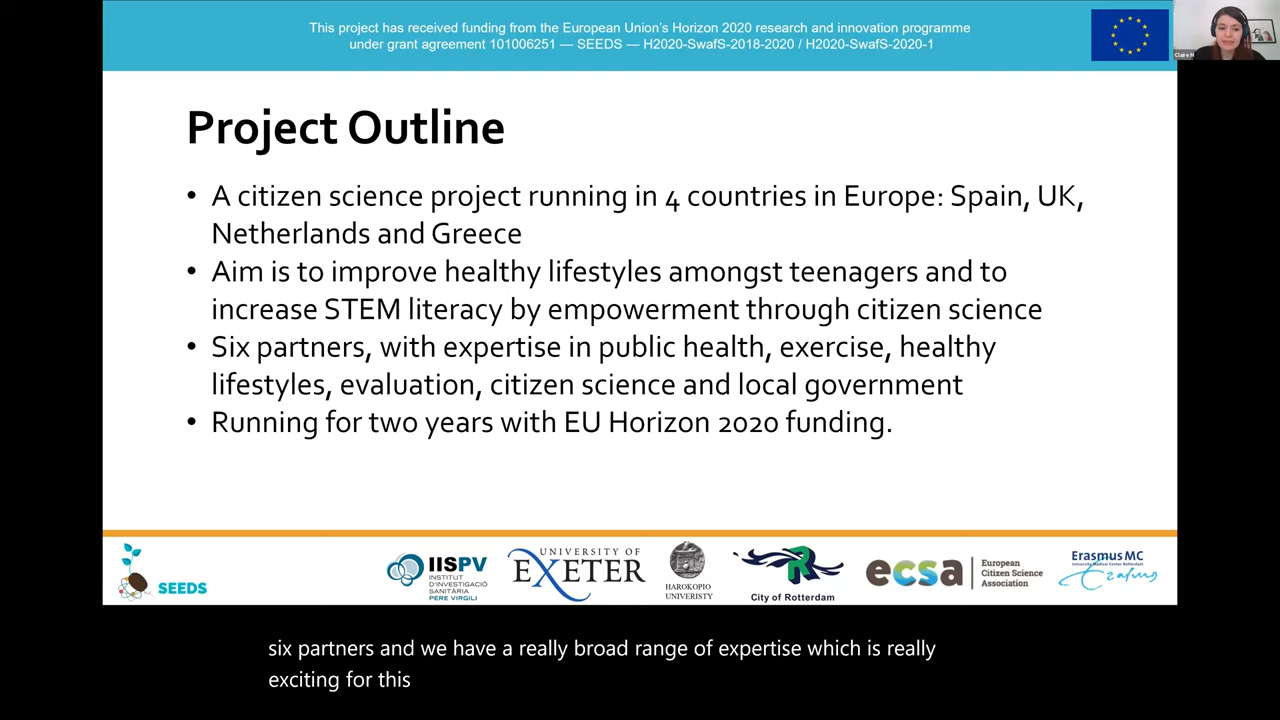 This project has received funding from the European Union's Horizon 2020 research and innovation programme
under grant agreement 101006251 — SEEDS — H2020-SwafS-2018-2020 / H2020-SwafS-2020-1
Claire M
Project Outline
• A citizen science project running in 4 countries in Europe: Spain, UK,
Netherlands and Greece
• Aim is to improve healthy lifestyles amongst teenagers and to
increase STEM literacy by empowerment through citizen science
• Six partners, with expertise in public health, exercise, healthy
lifestyles, evaluation, citizen science and local government
• Running for two years with EU Horizon 2020 funding.
SEEDS
IISPV
INSTITUT
D'INVESTIGACIÓ
SANITÀRIA
PERE VIRGILI
UNIVERSITY OF
EXETER
HAROKOPIO
UNIVERISTY
R
City of Rotterdam
ecsa
European
Citizen Science
Association
Erasmus MC
University Medical Center Rotterdam
Erasmus
six partners and we have a really broad range of expertise which is really
exciting for this